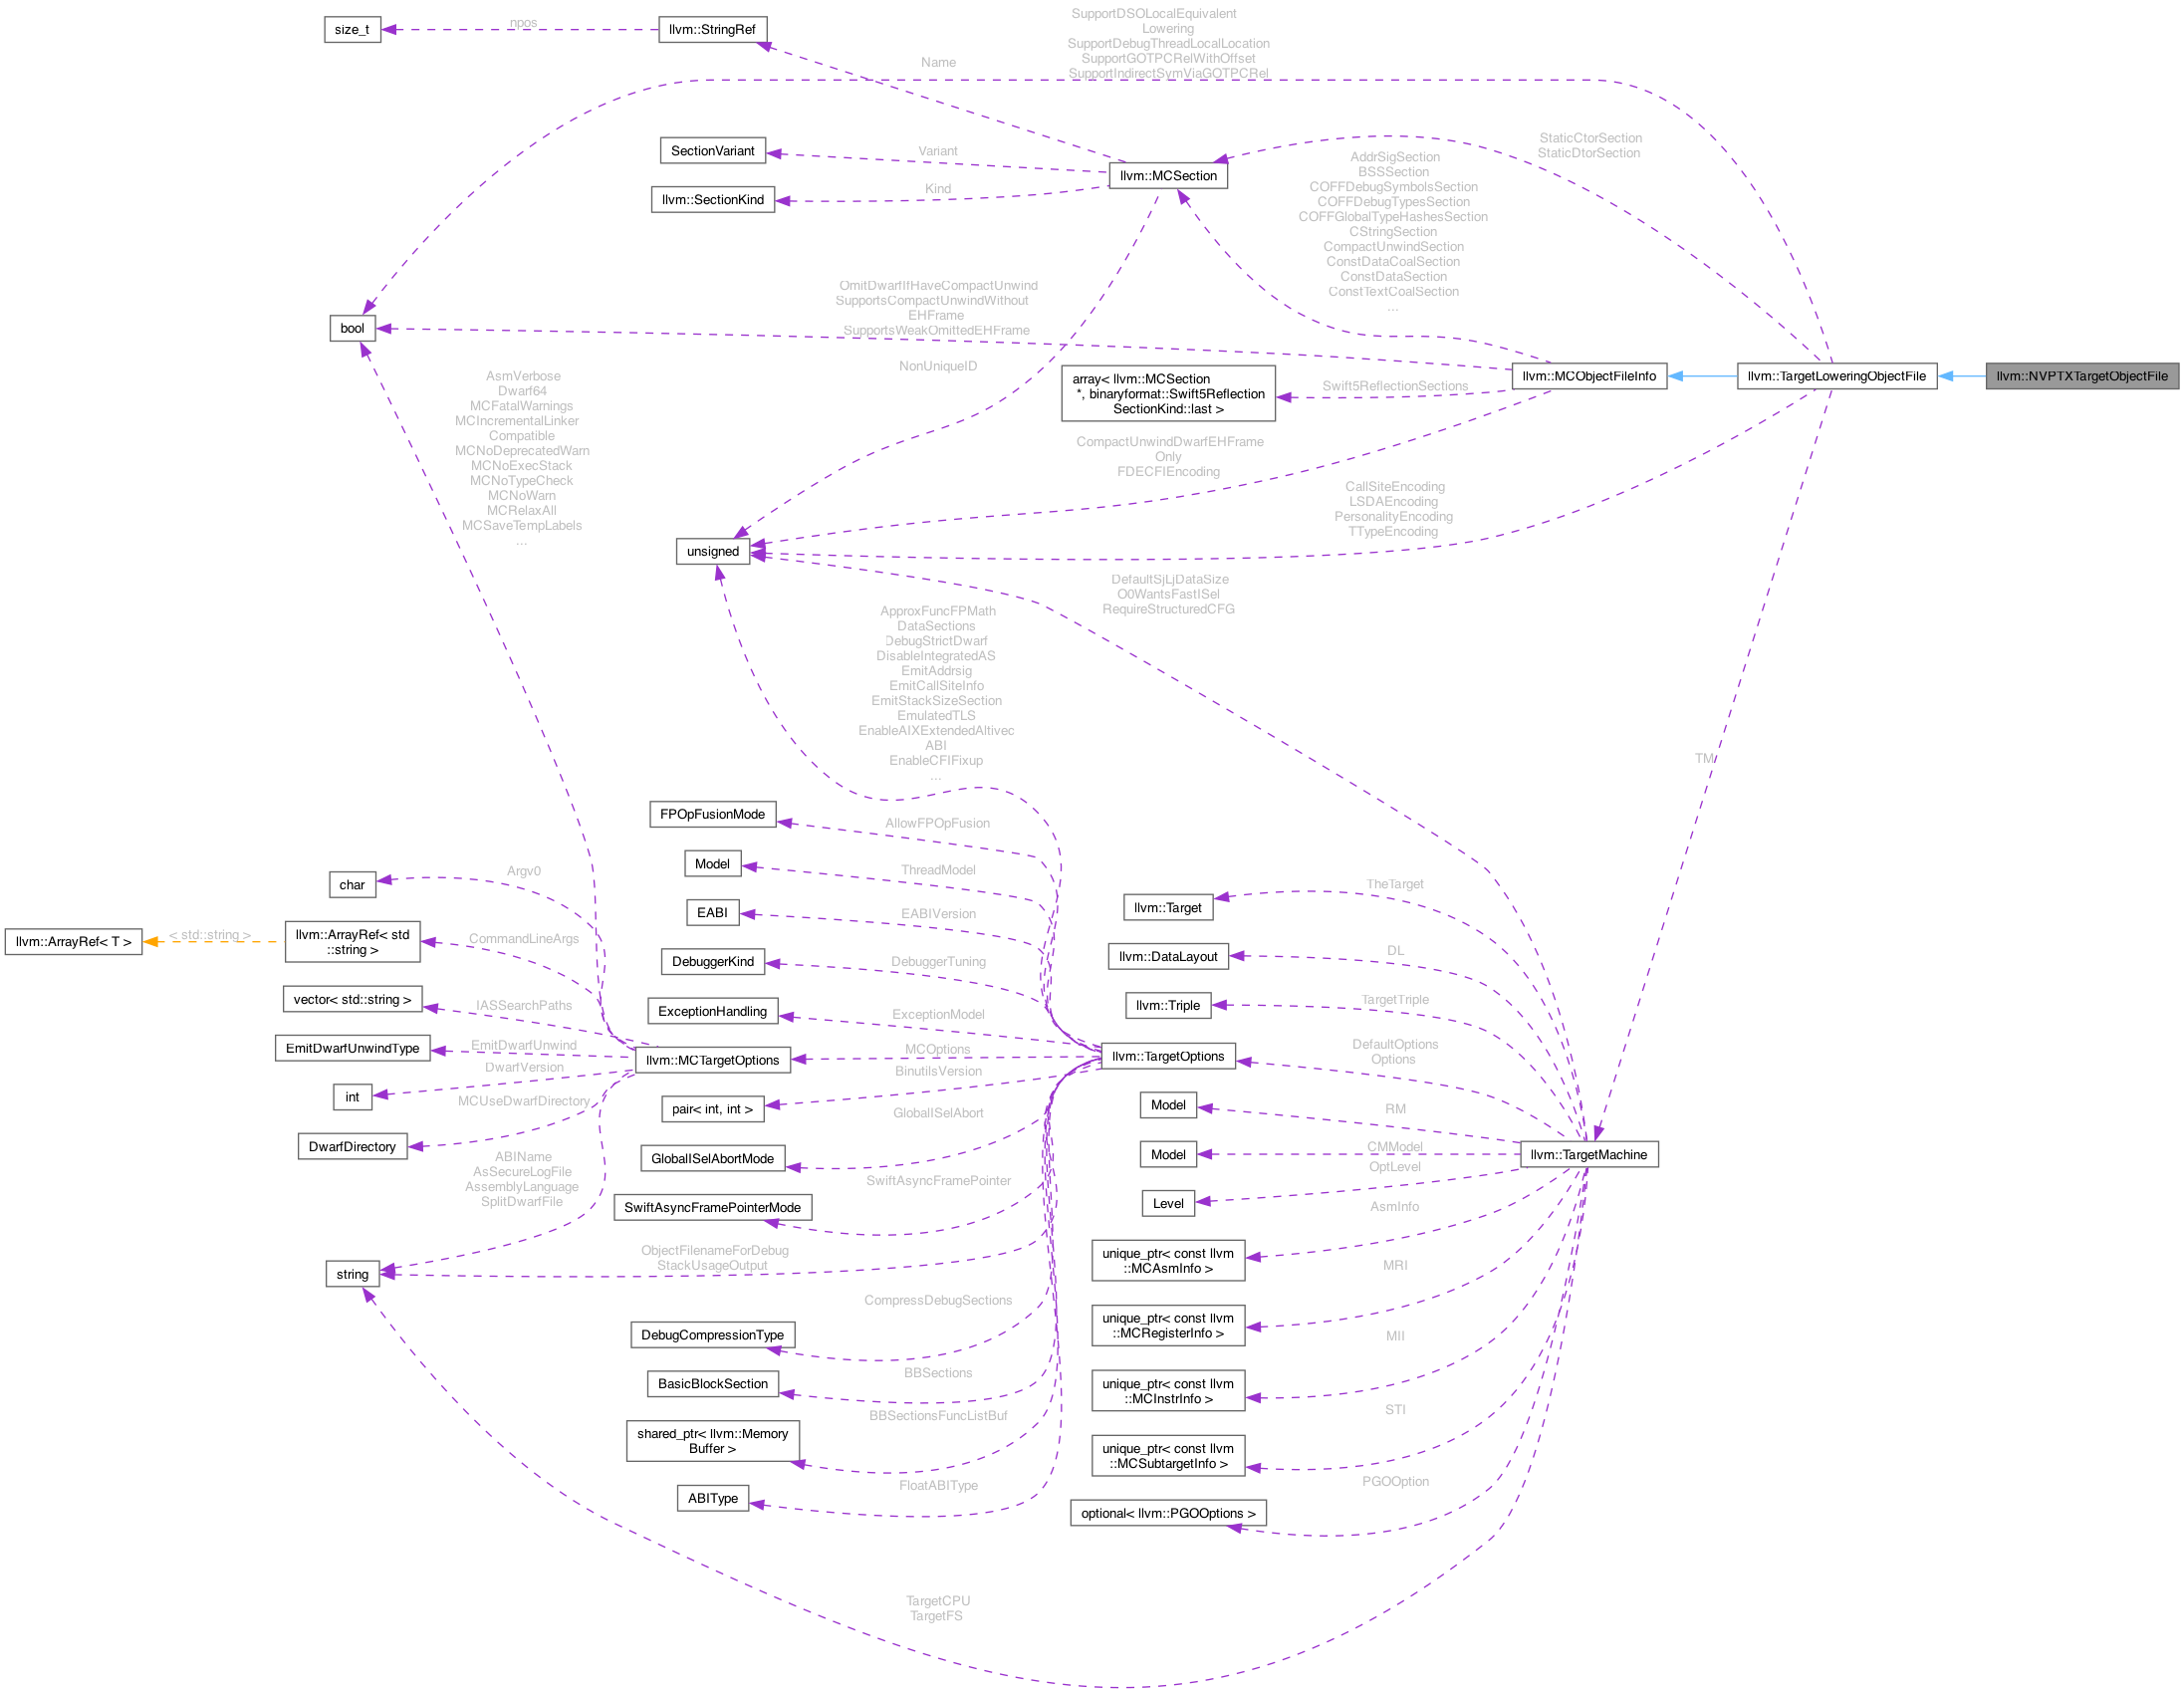 size_t
npos
llvm::StringRef
SupportDSOLocalEquivalent
Lowering
SupportDebugThreadLocalLocation
SupportGOTPCRelWithOffset
SupportIndirectSymViaGOTPCRel
Name
SectionVariant
Variant
llvm::SectionKind
Kind
llvm::MCSection
StaticCtorSection
StaticDtorSection
AddrSigSection
BSSSection
COFFDebugSymbolsSection
COFFDebugTypesSection
COFFGlobalTypeHashesSection
CStringSection
CompactUnwindSection
ConstDataCoalSection
ConstDataSection
ConstTextCoalSection
...
OmitDwarfIfHaveCompactUnwind
SupportsCompactUnwindWithout
EHFrame
SupportsWeakOmittedEHFrame
bool
NonUniqueID
array< llvm::MCSection
*, binaryformat::Swift5Reflection
SectionKind::last >
Swift5ReflectionSections
llvm::MCObjectFileInfo
llvm::TargetLoweringObjectFile
llvm::NVPTXTargetObjectFile
AsmVerbose
Dwarf64
MCFatalWarnings
MCIncrementalLinker
Compatible
MCNoDeprecatedWarn
MCNoExecStack
MCNoTypeCheck
MCNoWarn
MCRelaxAll
MCSaveTempLabels
...
CompactUnwindDwarfEHFrame
Only
FDECFIEncoding
CallSiteEncoding
LSDAEncoding
PersonalityEncoding
TTypeEncoding
unsigned
DefaultSjLjDataSize
O0WantsFastISel
RequireStructuredCFG
ApproxFuncFPMath
DataSections
DebugStrictDwarf
DisableIntegratedAS
EmitAddrsig
EmitCallSiteInfo
EmitStackSizeSection
EmulatedTLS
EnableAIXExtendedAltivec
ABI
EnableCFIFixup
...
TM
FPOpFusionMode
AllowFPOpFusion
Model
ThreadModel
EABI
EABIVersion
DebuggerKind
DebuggerTuning
ExceptionHandling
ExceptionModel
char
Argv0
llvm::ArrayRef< T >
< std::string >
llvm::ArrayRef< std
::string >
CommandLineArgs
vector< std::string >
IASSearchPaths
EmitDwarfUnwindType
EmitDwarfUnwind
int
DwarfVersion
DwarfDirectory
MCUseDwarfDirectory
llvm::MCTargetOptions
MCOptions
llvm::TargetOptions
pair< int, int >
BinutilsVersion
GlobalISelAbortMode
GlobalISelAbort
SwiftAsyncFramePointerMode
SwiftAsyncFramePointer
ABIName
AsSecureLogFile
AssemblyLanguage
SplitDwarfFile
string
ObjectFilenameForDebug
StackUsageOutput
DebugCompressionType
CompressDebugSections
BasicBlockSection
BBSections
shared_ptr< llvm::Memory
Buffer >
BBSectionsFuncListBuf
ABIType
FloatABIType
llvm::Target
TheTarget
llvm::DataLayout
DL
llvm::Triple
TargetTriple
DefaultOptions
Options
Model
RM
Model
CMModel
Level
OptLevel
llvm::TargetMachine
unique_ptr< const llvm
::MCAsmInfo >
AsmInfo
unique_ptr< const llvm
::MCRegisterInfo >
MRI
unique_ptr< const llvm
::MCInstrInfo >
MII
unique_ptr< const llvm
::MCSubtargetInfo >
STI
optional< llvm::PGOOptions >
PGOOption
TargetCPU
TargetFS